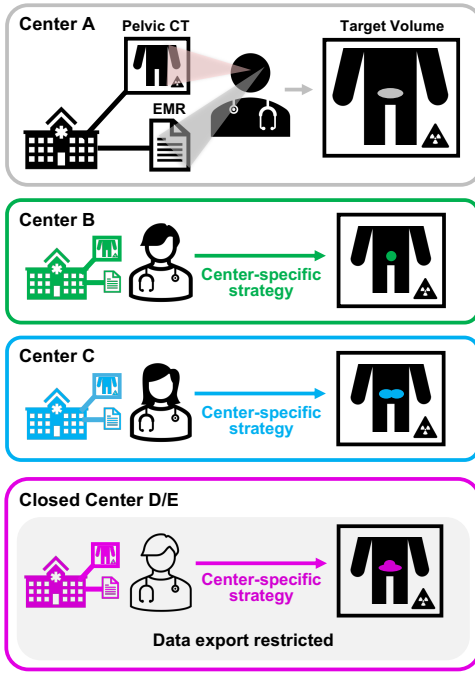 Center A
Pelvic CT
Target Volume
EMR
Center B
Center-specific
strategy
Center C
Center-specific
strategy
Closed Center D/E
Center-specific
strategy
Data export restricted